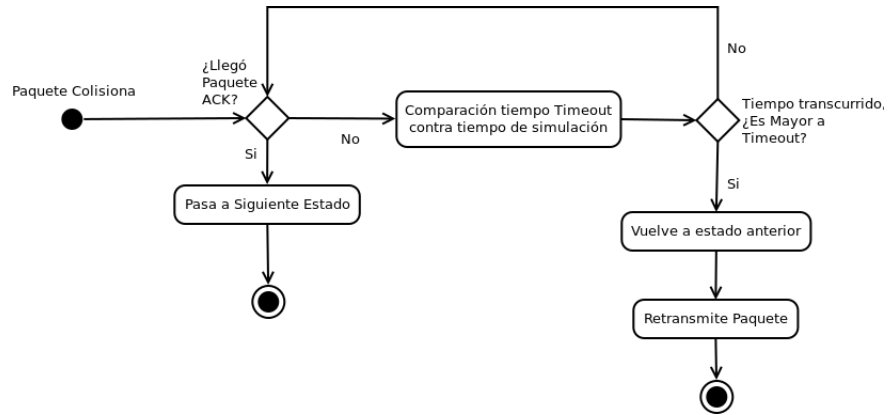 Paquete Colisiona
¿Llegó
Paquete
ACK?
Si
No
Pasa a Siguiente Estado
Comparación tiempo Timeout
contra tiempo de simulación
No
Tiempo transcurrido,
¿Es Mayor a
Timeout?
Si
Vuelve a estado anterior
Retransmite Paquete